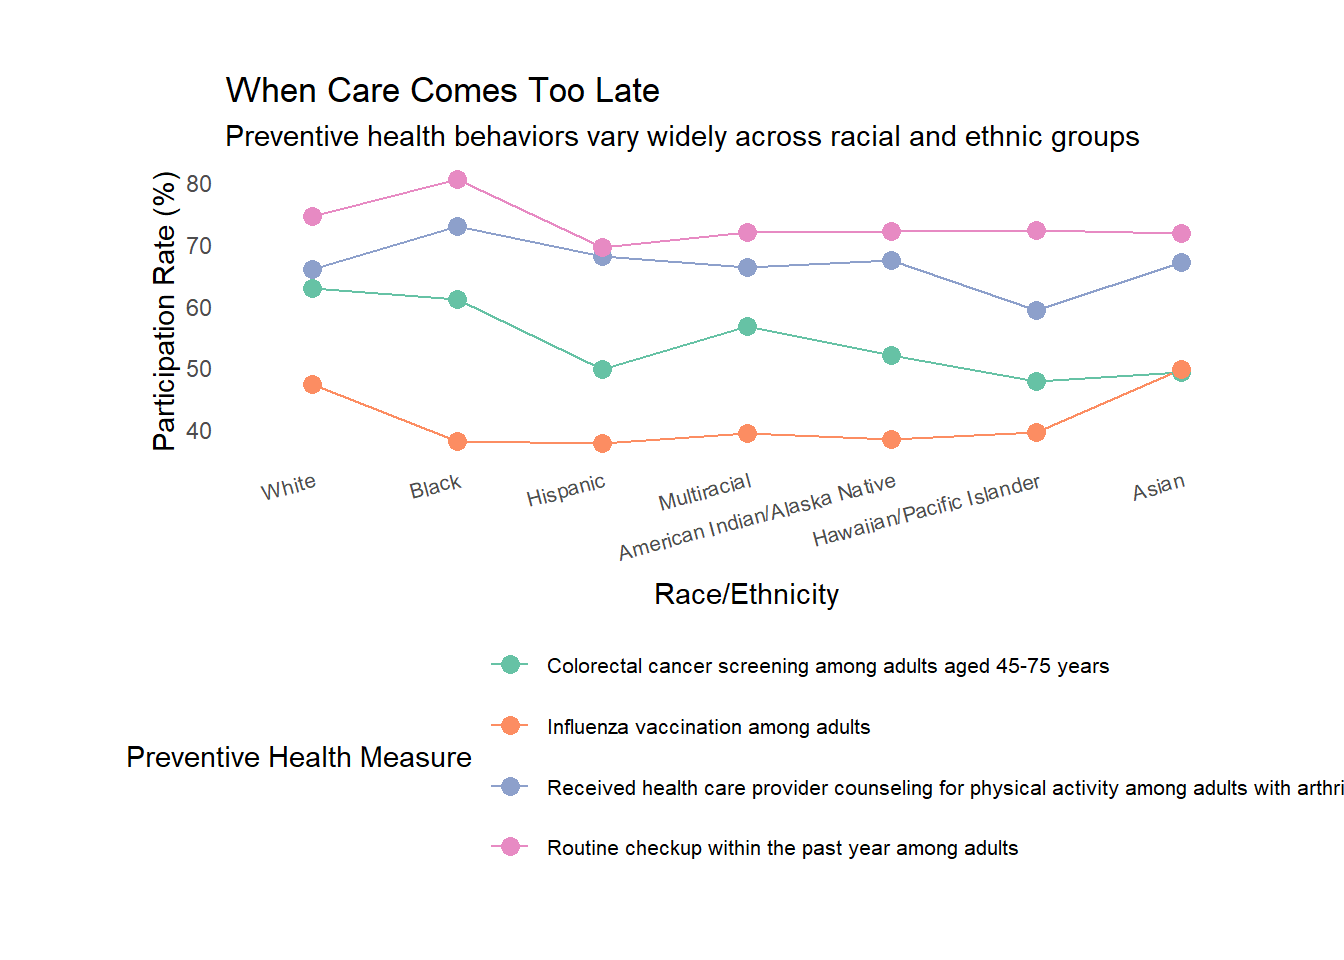 When Care Comes Too Late
Preventive health behaviors vary widely across racial and ethnic groups
Participation Rate (%)
80
70
60
50
40
White
Black
Hispanic
Multiracial
American Indian/Alaska Native
Hawaiian/Pacific Islander
Asian
Race/Ethnicity
Preventive Health Measure
Colorectal cancer screening among adults aged 45-75 years
Influenza vaccination among adults
Received health care provider counseling for physical activity among adults with arthri
Routine checkup within the past year among adults